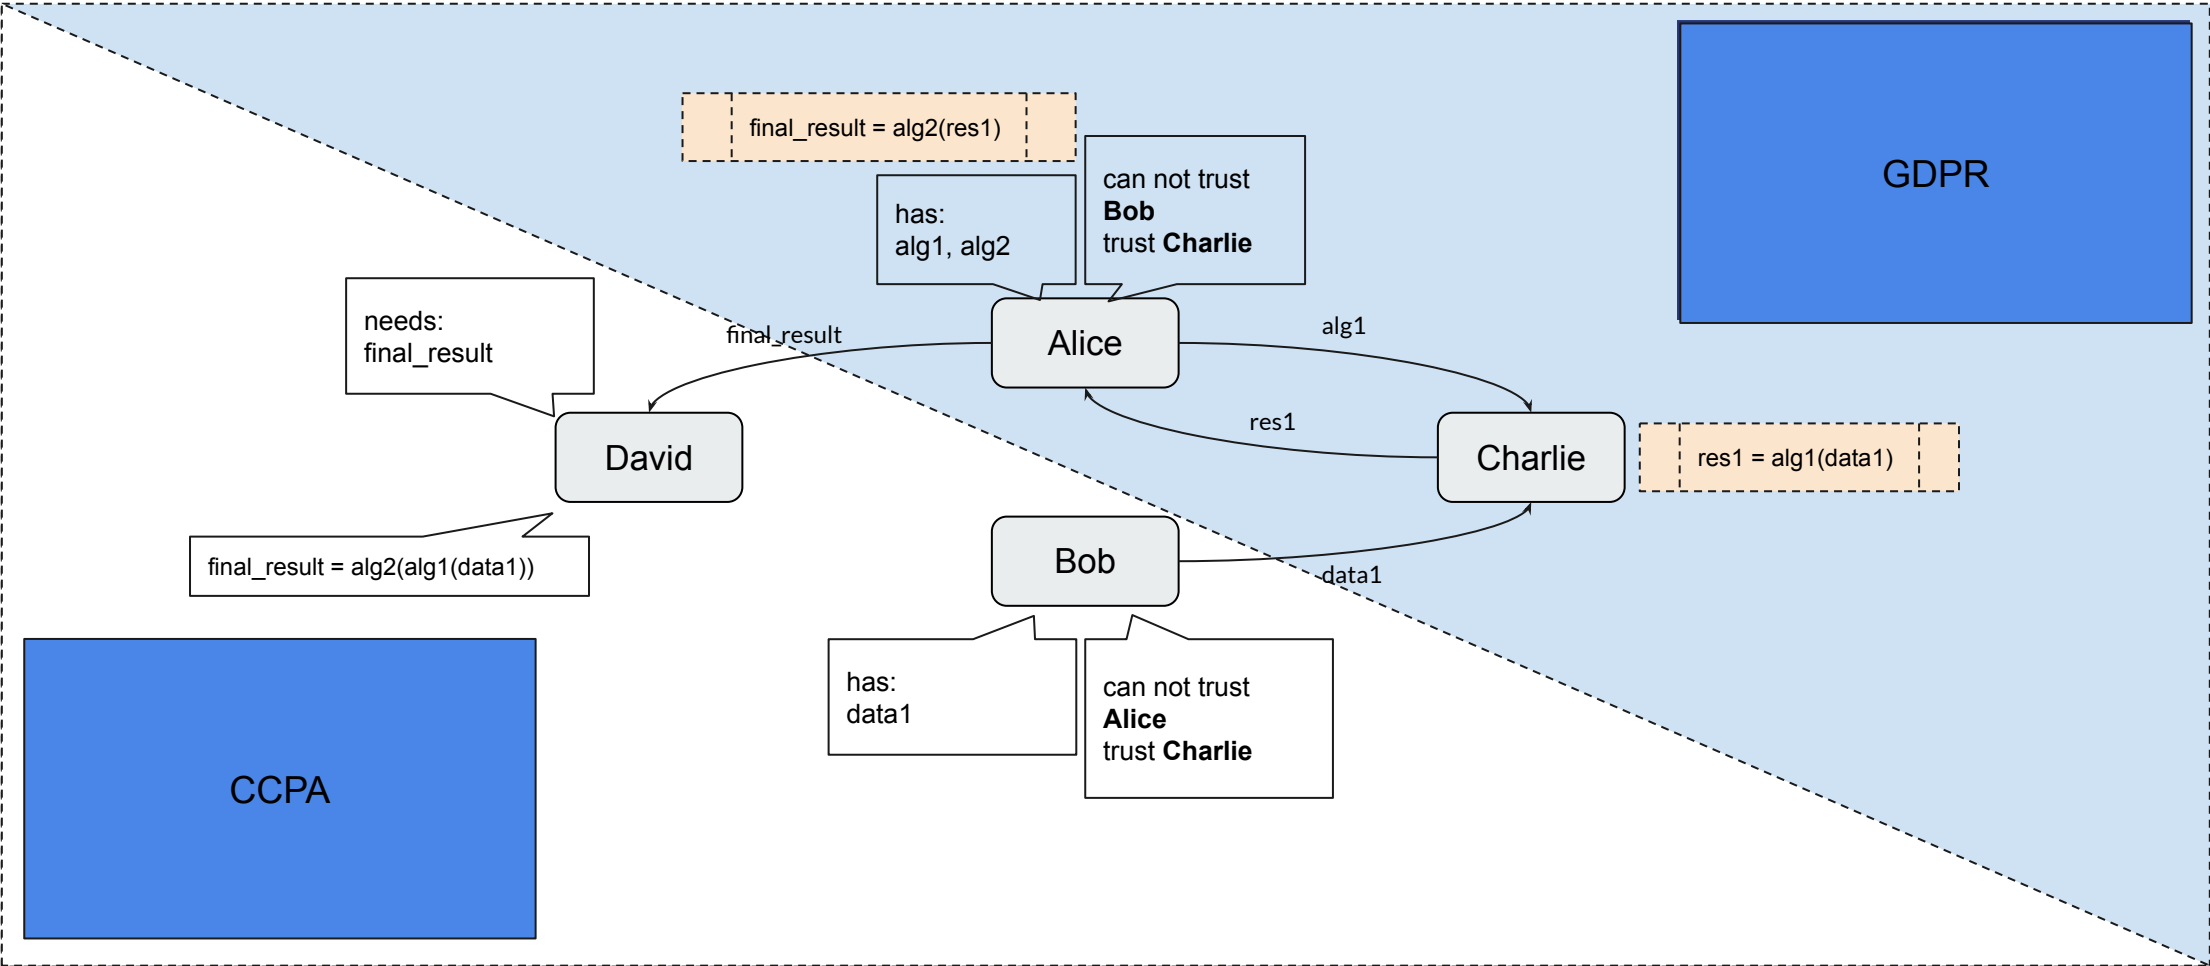 final_result = alg2(res1)
GDPR
can not trust
Bob
trust Charlie
has:
alg1, alg2
needs:
final_result
final_result
Alice
alg1
res1
David
Charlie
res1 = alg1(data1)
final_result = alg2(alg1(data1))
Bob
data1
has:
data1
can not trust
Alice
trust Charlie
CCPA